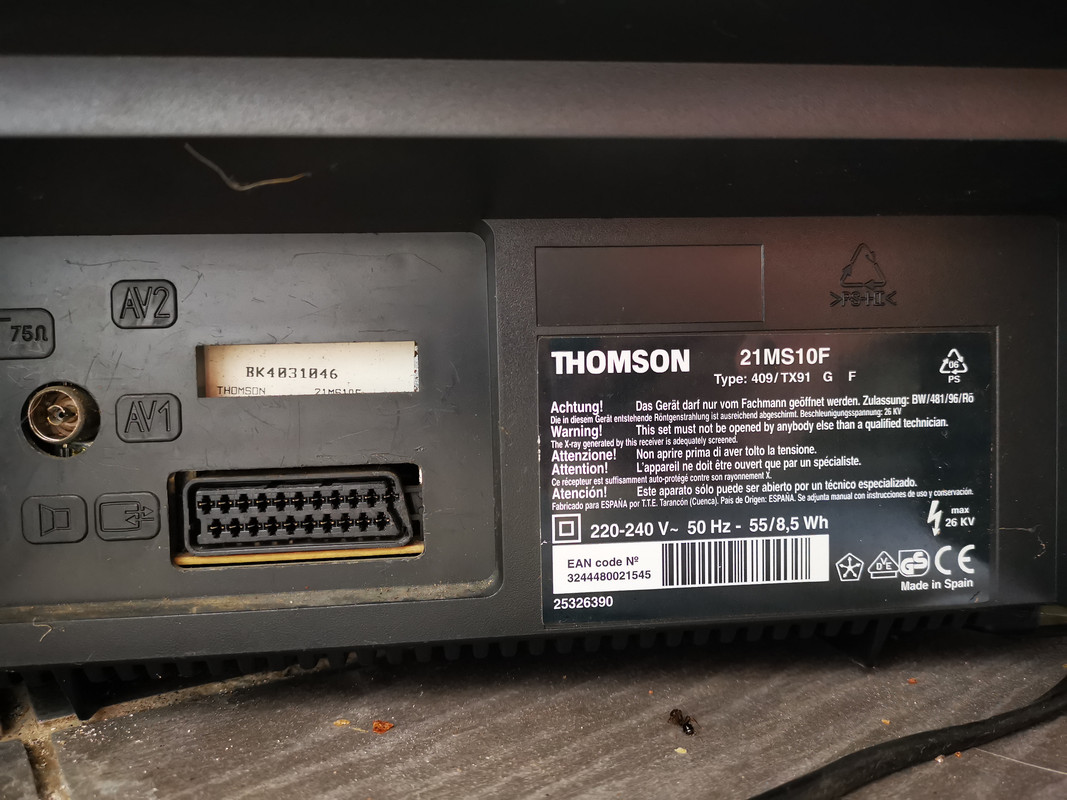 AV2
75Ω
BK4031046
THOMSON 21MS10F
AV1
>PS-HI<
THOMSON 21MS10F
Type: 409/TX91 G F
06
PS
Achtung! Das Gerät darf nur vom Fachmann geöffnet werden. Zulassung: BW/481/96/Rö
Die in diesem Gerät entstehende Röntgenstrahlung ist ausreichend abgeschirmt. Beschleunigungsspannung: 26 KV
Warning! This set must not be opened by anybody else than a qualified technician.
The X-ray generated by this receiver is adequately screened.
Attenzione! Non aprire prima di aver tolto la tensione.
Attention! L'appareil ne doit être ouvert que par un spécialiste.
Ce récepteur est suffisamment auto-protégé contre son rayonnement X.
Atención! Este aparato sólo puede ser abierto por un técnico especializado.
Fabricado para ESPAÑA por T.T.E. Tarancón (Cuenca). Pais de Origen: ESPAÑA. Se adjunta manual con instrucciones de uso y conservación.
220-240 V~ 50 Hz - 55/8,5 Wh
max
26 KV
EAN code Nº
3244480021545
DVE GS CE
Made in Spain
25326390